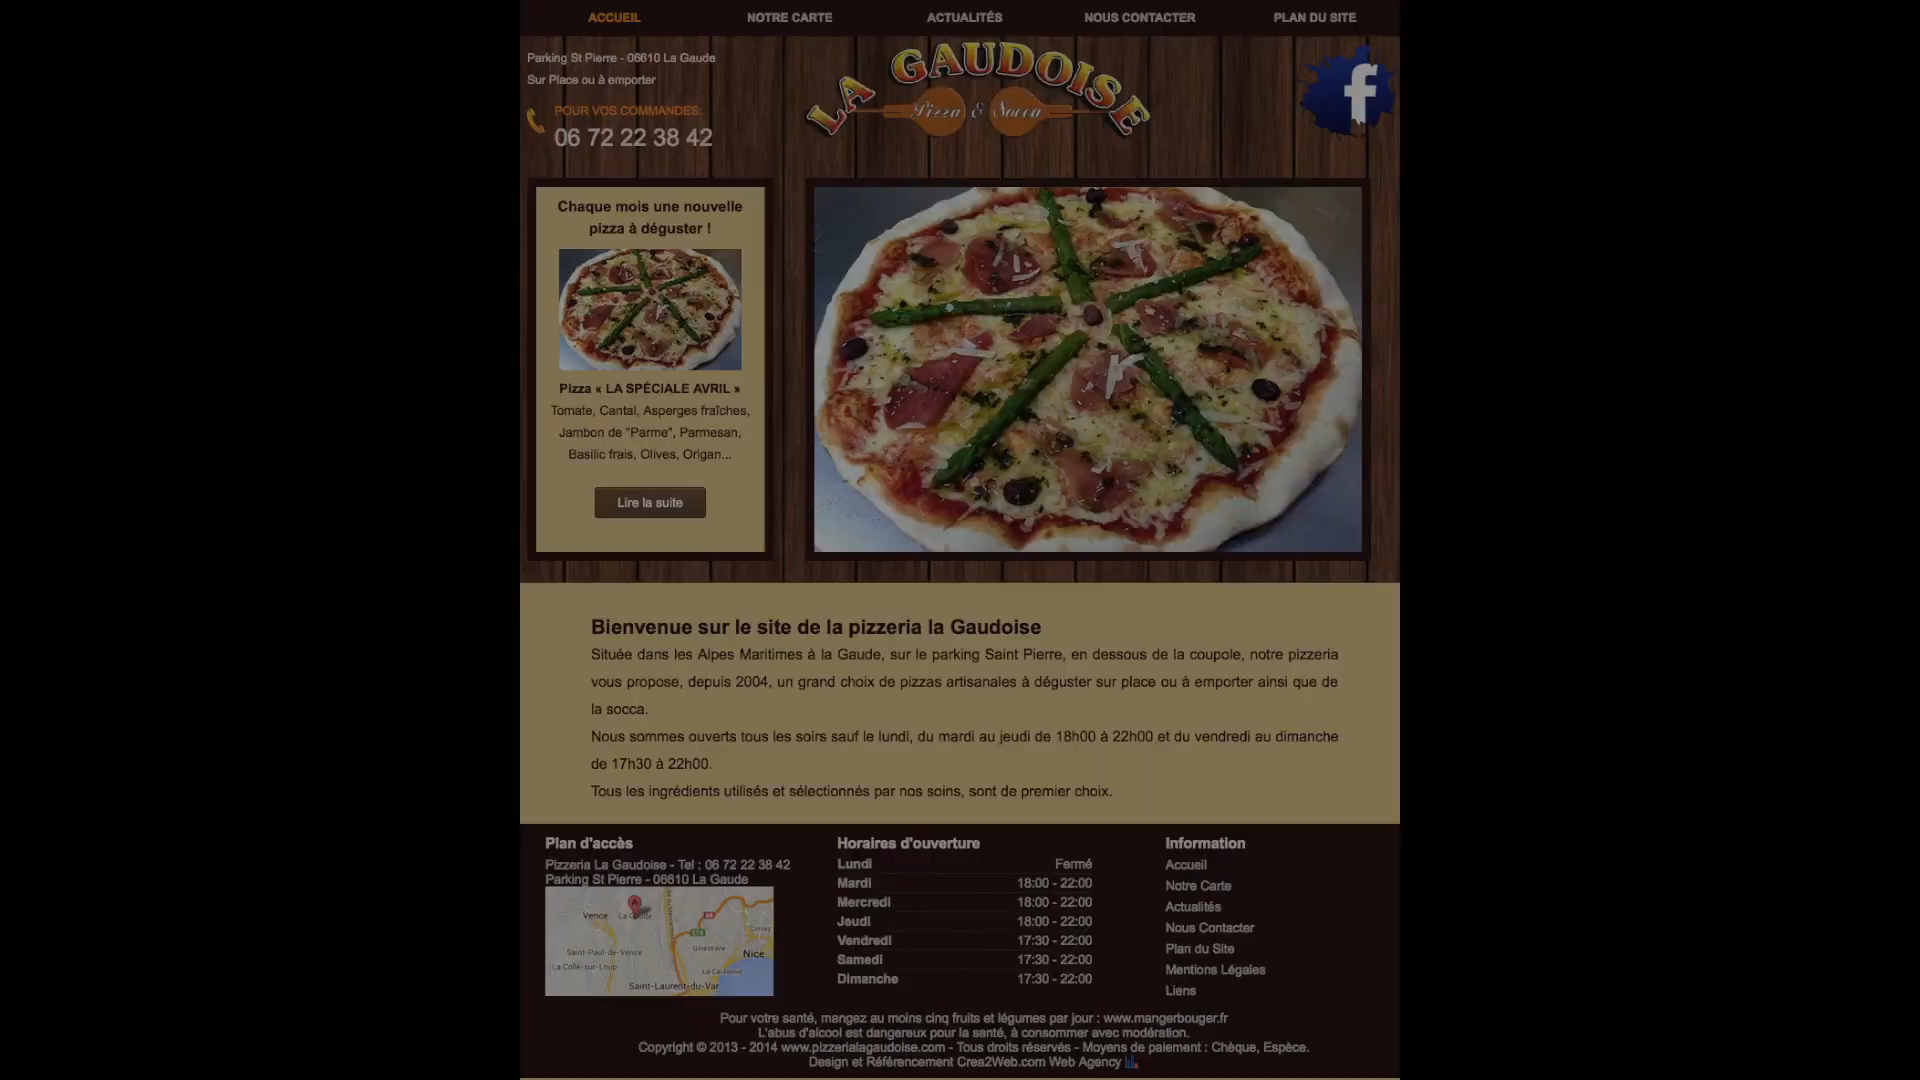 ACCUEIL NOTRE CARTE ACTUALITÉS NOUS CONTACTER PLAN DU SITE
Parking St Pierre - 06610 La Gaude
Sur Place ou à emporter
POUR VOS COMMANDES:
06 72 22 38 42
LA GAUDOISE
Pizza & Socca
f
Chaque mois une nouvelle
pizza à déguster !
Pizza « LA SPÉCIALE AVRIL »
Tomate, Cantal, Asperges fraîches,
Jambon de "Parme", Parmesan,
Basilic frais, Olives, Origan...
Lire la suite
Bienvenue sur le site de la pizzeria la Gaudoise
Située dans les Alpes Maritimes à la Gaude, sur le parking Saint Pierre, en dessous de la coupole, notre pizzeria
vous propose, depuis 2004, un grand choix de pizzas artisanales à déguster sur place ou à emporter ainsi que de
la socca.
Nous sommes ouverts tous les soirs sauf le lundi, du mardi au jeudi de 18h00 à 22h00 et du vendredi au dimanche
de 17h30 à 22h00.
Tous les ingrédients utilisés et sélectionnés par nos soins, sont de premier choix.
Plan d'accès
Pizzeria La Gaudoise - Tel : 06 72 22 38 42
Parking St Pierre - 06610 La Gaude
A
Vence La Gaude
Saint-Paul-de-Vence
La Colle-sur-Loup
Nice
Saint-Laurent-du-Var
Horaires d'ouverture
Lundi Fermé
Mardi 18:00 - 22:00
Mercredi 18:00 - 22:00
Jeudi 18:00 - 22:00
Vendredi 17:30 - 22:00
Samedi 17:30 - 22:00
Dimanche 17:30 - 22:00
Information
Accueil
Notre Carte
Actualités
Nous Contacter
Plan du Site
Mentions Légales
Liens
Pour votre santé, mangez au moins cinq fruits et légumes par jour : www.mangerbouger.fr
L'abus d'alcool est dangereux pour la santé, à consommer avec modération.
Copyright © 2013 - 2014 www.pizzerialagaudoise.com - Tous droits réservés - Moyens de paiement : Chèque, Espèce.
Design et Référencement Crea2Web.com Web Agency